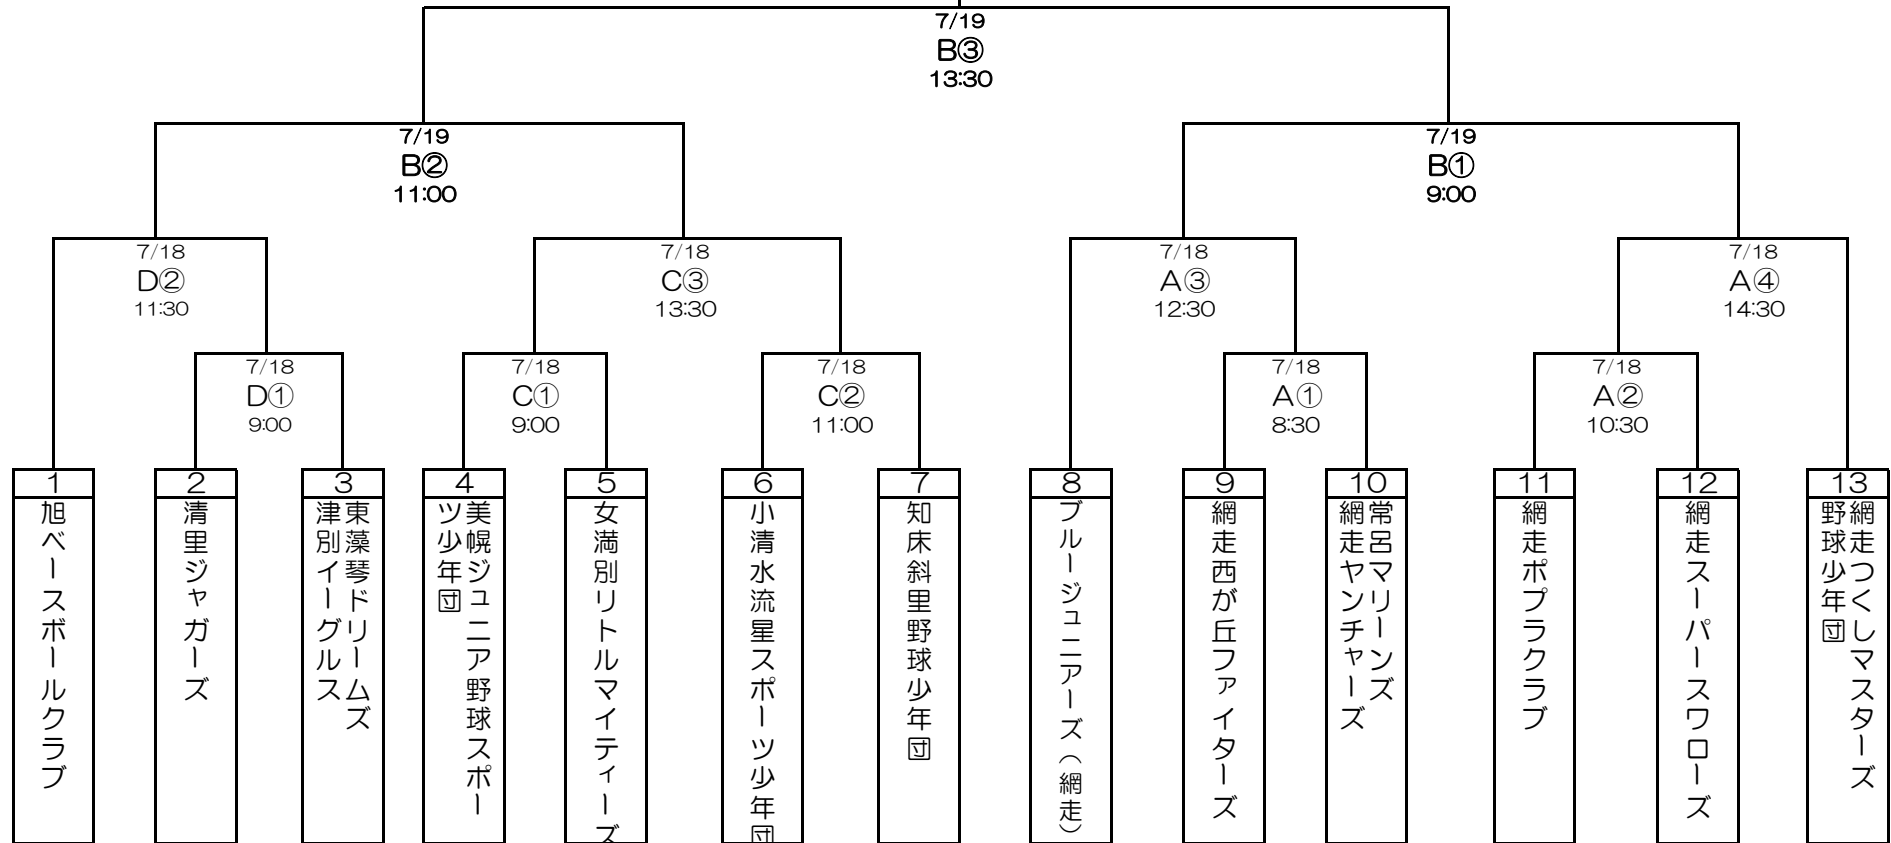 7/19
B③
13:30
7/19
B②
11:00
7/19
B①
9:00
7/18
D②
11:30
7/18
C③
13:30
7/18
A③
12:30
7/18
A④
14:30
7/18
D①
9:00
7/18
C①
9:00
7/18
C②
11:00
7/18
A①
8:30
7/18
A②
10:30
1
旭ベースボールクラブ
2
清里ジャガーズ
3
東藻琴ドリームズ
津別イーグルス
4
美幌ジュニア野球スポー
ツ少年団
5
女満別リトルマイティーズ
6
小清水流星スポーツ少年団
7
知床斜里野球少年団
8
ブルージュニアーズ（網走）
9
網走西が丘ファイターズ
10
常呂マリーンズ
網走ヤンチャーズ
11
網走ポプラクラブ
12
網走スーパースワローズ
13
網走つくしマスターズ
野球少年団